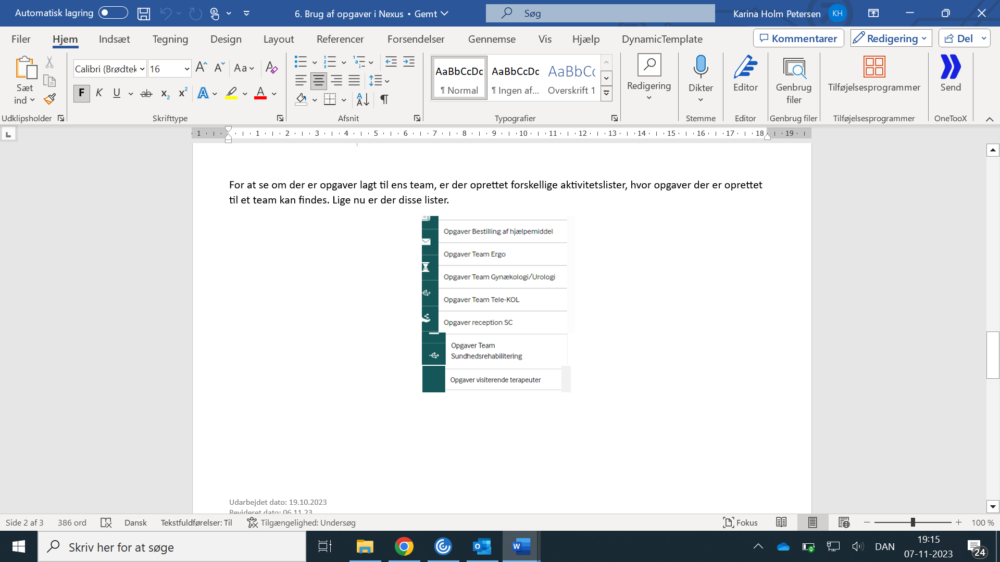 Automatisk lagring
6. Brug af opgaver i Nexus • Gemt
Søg
Karina Holm Petersen
KH
Filer
Hjem
Indsæt
Tegning
Design
Layout
Referencer
Forsendelser
Gennemse
Vis
Hjælp
DynamicTemplate
Kommentarer
Redigering
Del
Sæt
ind
Udklipsholder
Calibri (Brødtek
16
Aa
F K U ab x₂ x² A A
Skrifttype
Afsnit
AaBbCcDc
¶ Normal
AaBbCcDc
¶ Ingen af...
AaBbCc
Overskrift 1
Typografier
Redigering
Dikter
Stemme
Editor
Editor
Genbrug
filer
Genbrug filer
Tilføjelsesprogrammer
Tilføjelsesprogrammer
Send
OneTooX
1 1 2 3 4 5 6 7 8 9 10 11 12 13 14 15 16 17 18 19
For at se om der er opgaver lagt til ens team, er der oprettet forskellige aktivitetslister, hvor opgaver der er oprettet
til et team kan findes. Lige nu er der disse lister.
Opgaver Bestilling af hjælpemiddel
Opgaver Team Ergo
Opgaver Team Gynækologi/Urologi
Opgaver Team Tele-KOL
Opgaver reception SC
Opgaver Team
Sundhedsrehabilitering
Opgaver visiterende terapeuter
Udarbejdet dato: 19.10.2023
Revideret dato: 06.11.23
Side 2 af 3
386 ord
Dansk
Tekstfuldførelser: Til
Tilgængelighed: Undersøg
Fokus
100 %
Skriv her for at søge
DAN
19:15
07-11-2023
24